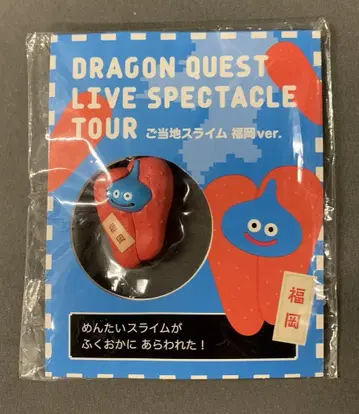 DRAGON QUEST
LIVE SPECTACLE
TOUR ご当地スライム 福岡ver.
福岡
福岡
めんたいスライムが
ふくおかに あらわれた！